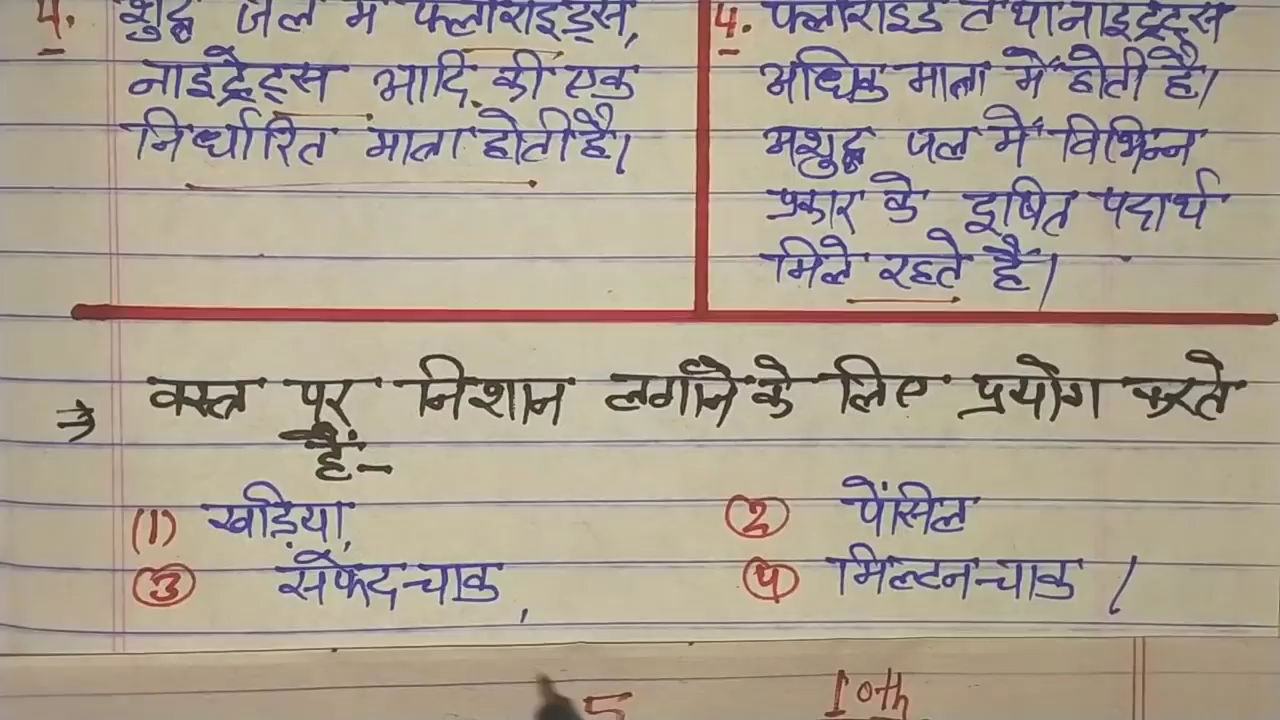 4. शुद्ध जल में फ्लोराइड्स,
नाइट्रेट्स आदि की एक
निर्धारित मात्रा होती है।
4. फ्लोराइड तथा नाइट्रेट्स
अधिक मात्रा में होती है।
अशुद्ध जल में विभिन्न
प्रकार के दूषित पदार्थ
मिले रहते हैं।
⇒ वस्त्र पर निशान लगाने के लिए प्रयोग करते
हैं-
(1) खड़िया, ② पेंसिल
③ सफेद चाक, ④ मिल्टन चाक।
10th